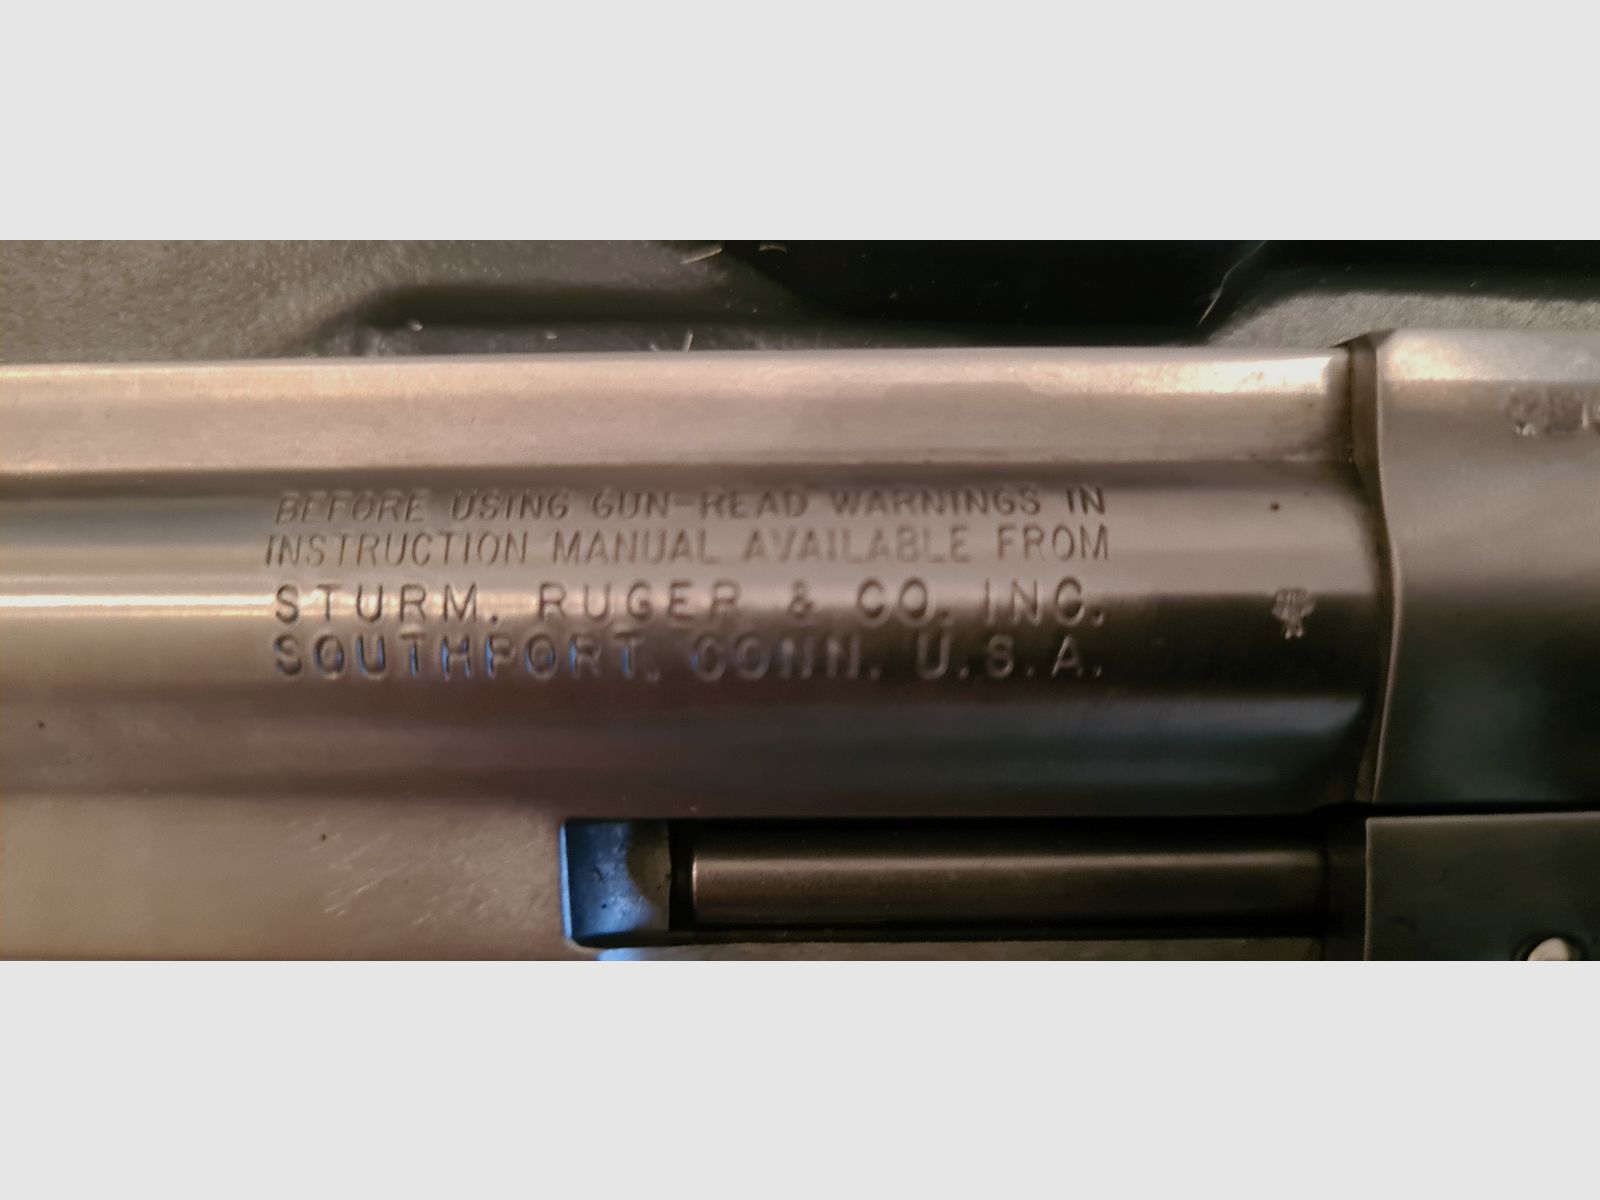 BEFORE USING GUN-READ WARNINGS IN
INSTRUCTION MANUAL AVAILABLE FROM
STURM, RUGER & CO. INC.
SOUTHPORT, CONN. U.S.A.